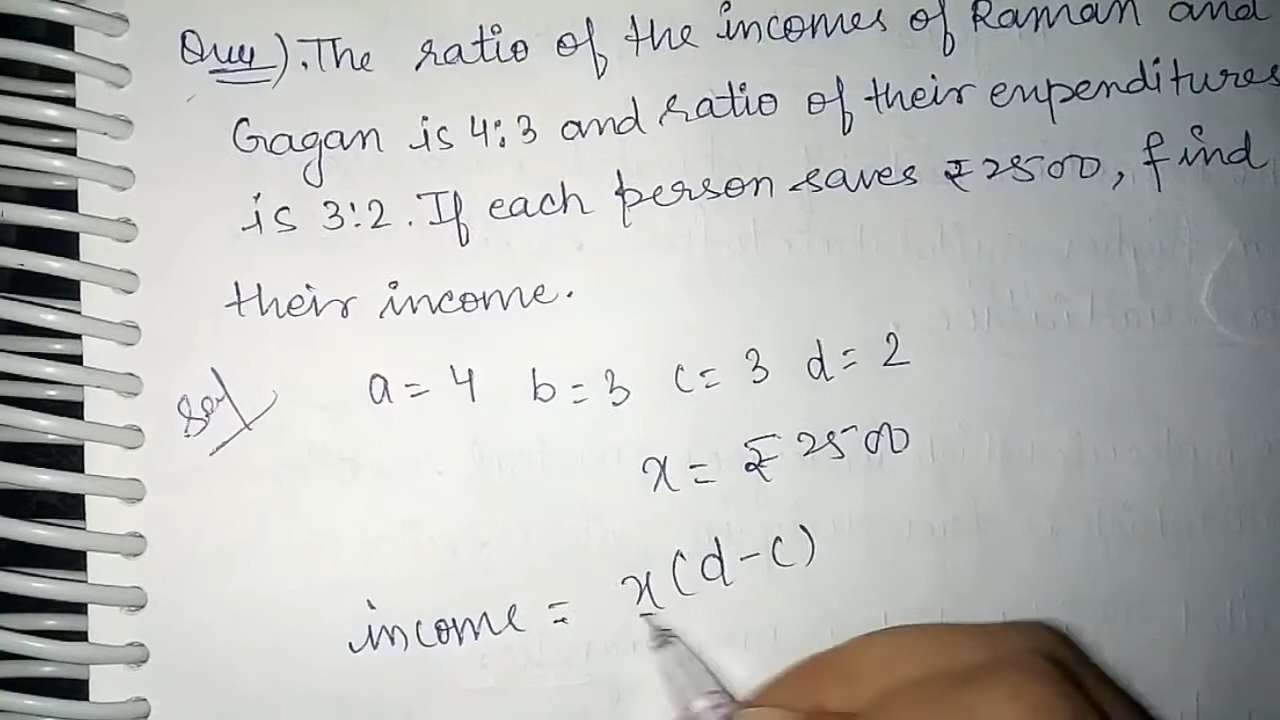 Que). The ratio of the incomes of Raman and
Gagan is 4:3 and ratio of their expenditures
is 3:2. If each person saves ₹2500, find
their income.
Sol a = 4 b = 3 c = 3 d = 2
x = ₹ 2500
income = x(d-c)